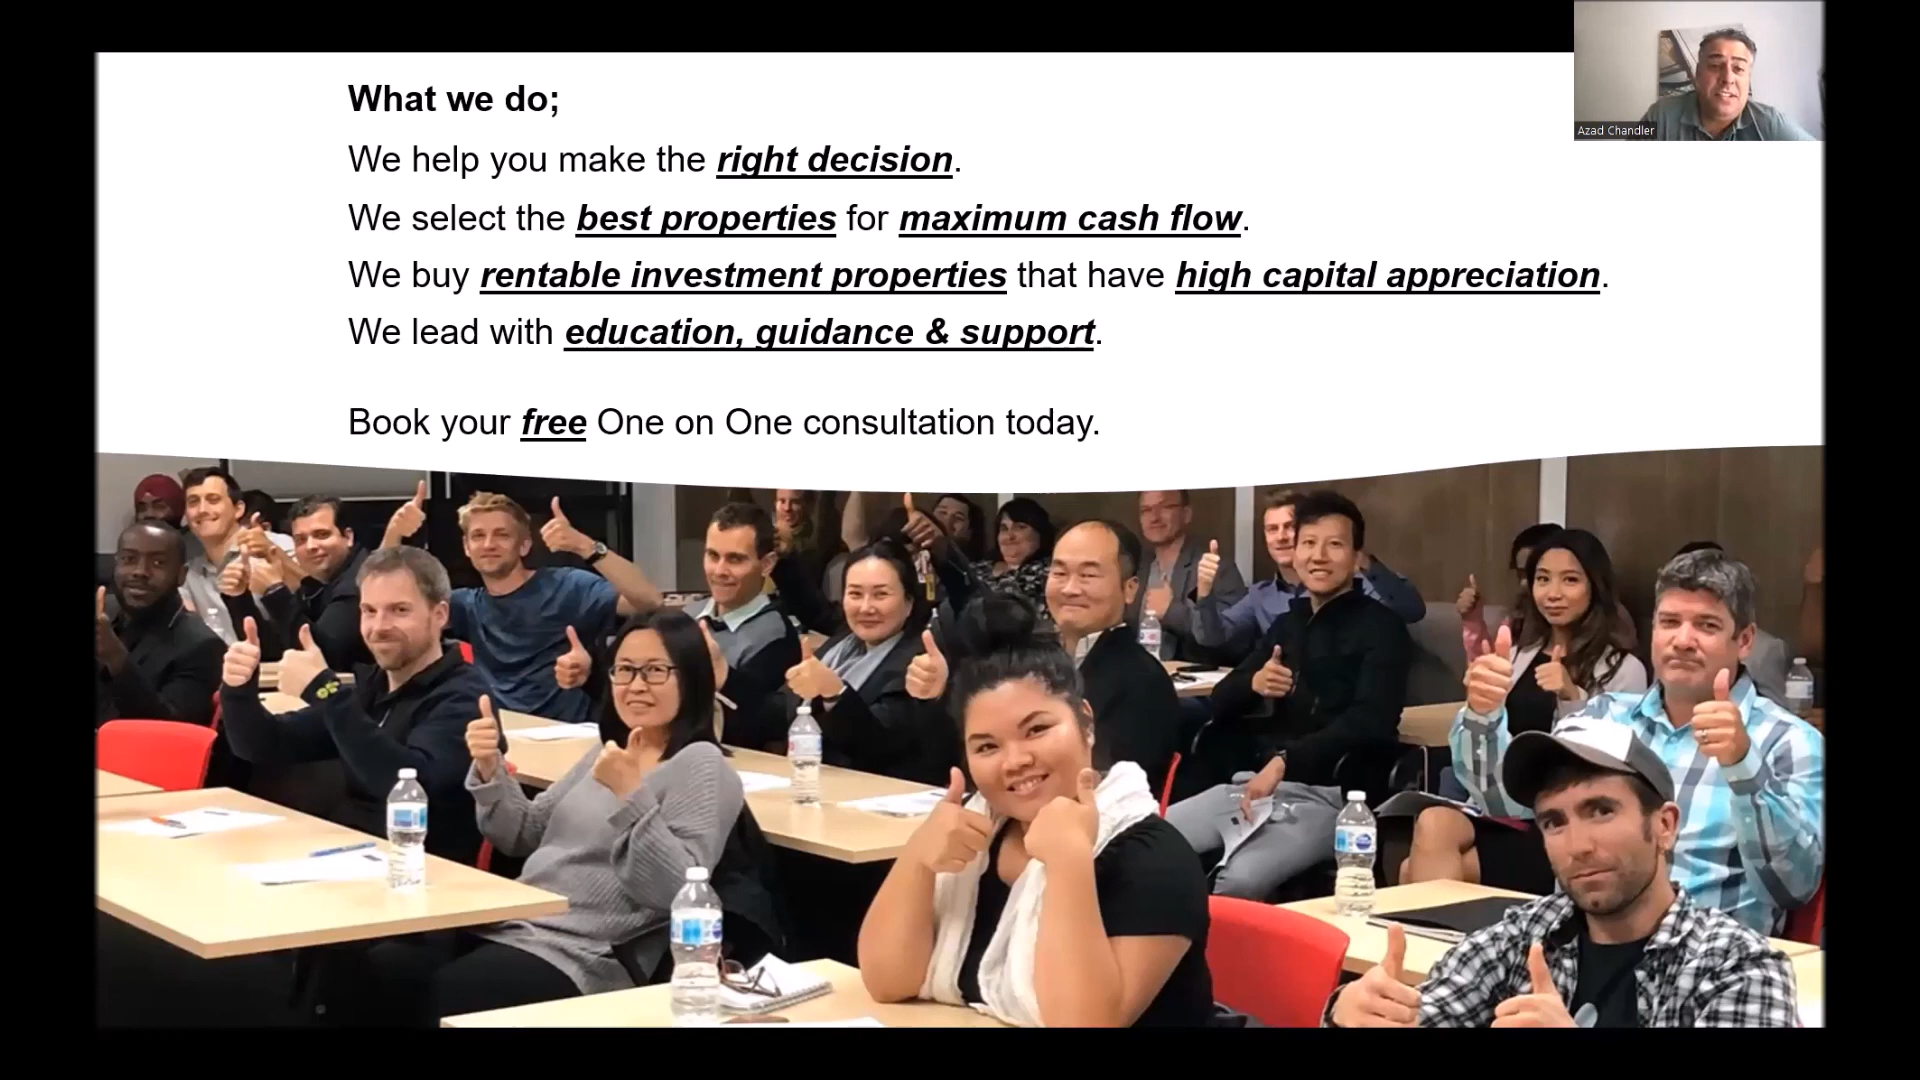 What we do;
We help you make the right decision.
We select the best properties for maximum cash flow.
We buy rentable investment properties that have high capital appreciation.
We lead with education, guidance & support.
Book your free One on One consultation today.
Azad Chandler